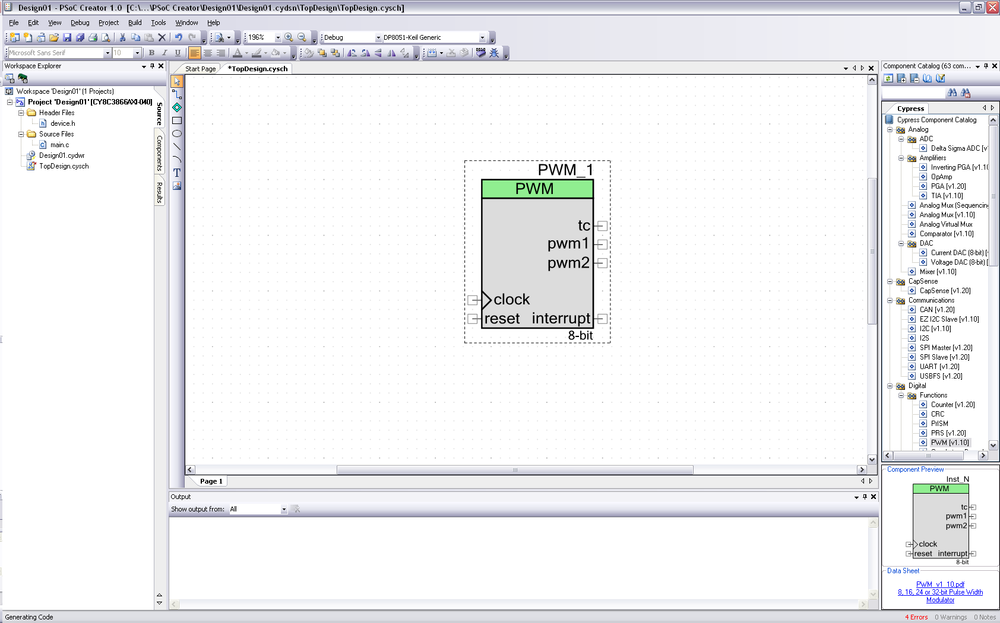 Design01 - PSoC Creator 1.0  [C:\...\PSoC Creator\Design01\Design01.cydsn\TopDesign\TopDesign.cysch]
File Edit View Debug Project Build Tools Window Help
196% Debug DP8051-Keil Generic
Microsoft Sans Serif 10 B I U A
Workspace Explorer
Workspace 'Design01' (1 Projects)
Project 'Design01' [CY8C3866AXI-040]
Header Files
device.h
Source Files
main.c
Design01.cydwr
TopDesign.cysch
Source
Components
Results
Start Page *TopDesign.cysch
T
PWM_1
PWM
tc
pwm1
pwm2
clock
reset interrupt
8-bit
Page 1
Output
Show output from: All
Component Catalog (63 com...
Cypress
Cypress Component Catalog
Analog
ADC
Delta Sigma ADC [v
Amplifiers
Inverting PGA [v1.10
OpAmp
PGA [v1.20]
TIA [v1.10]
Analog Mux (Sequencing
Analog Mux [v1.10]
Analog Virtual Mux
Comparator [v1.10]
DAC
Current DAC (8-bit) [
Voltage DAC (8-bit) [
Mixer [v1.10]
CapSense
CapSense [v1.20]
Communications
CAN [v1.20]
EZ I2C Slave [v1.10]
I2C [v1.10]
I2S
SPI Master [v1.20]
SPI Slave [v1.20]
UART [v1.20]
USBFS [v1.20]
Digital
Functions
Counter [v1.20]
CRC
PrISM
PRS [v1.20]
PWM [v1.10]
Component Preview
Inst_N
PWM
tc
pwm1
pwm2
clock
reset interrupt
8-bit
Data Sheet
PWM_v1_10.pdf
8, 16, 24 or 32-bit Pulse Width
Modulator
Generating Code
4 Errors 0 Warnings 0 Notes